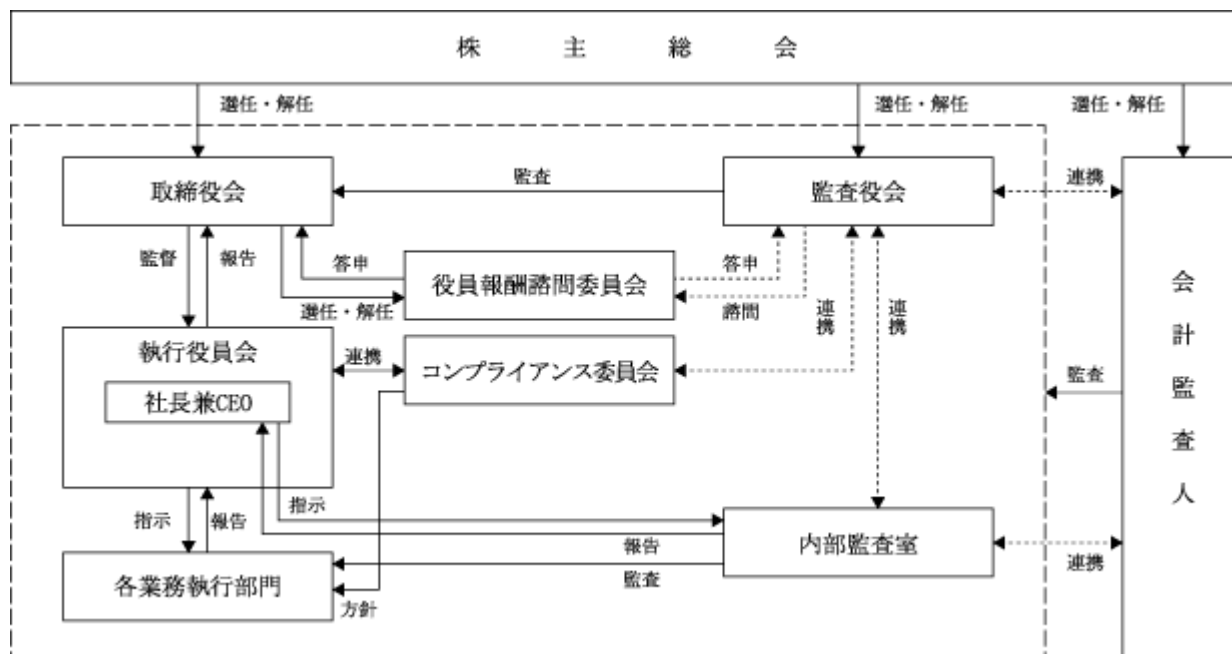 株主総会
選任・解任
選任・解任
選任・解任
取締役会
監査
監査役会
連携
監督
報告
答申
役員報酬諮問委員会
答申
選任・解任
諮問
連携
連携
執行役員会
連携
コンプライアンス委員会
社長兼CEO
監査
会計監査人
指示
指示
報告
報告
内部監査室
連携
各業務執行部門
監査
方針